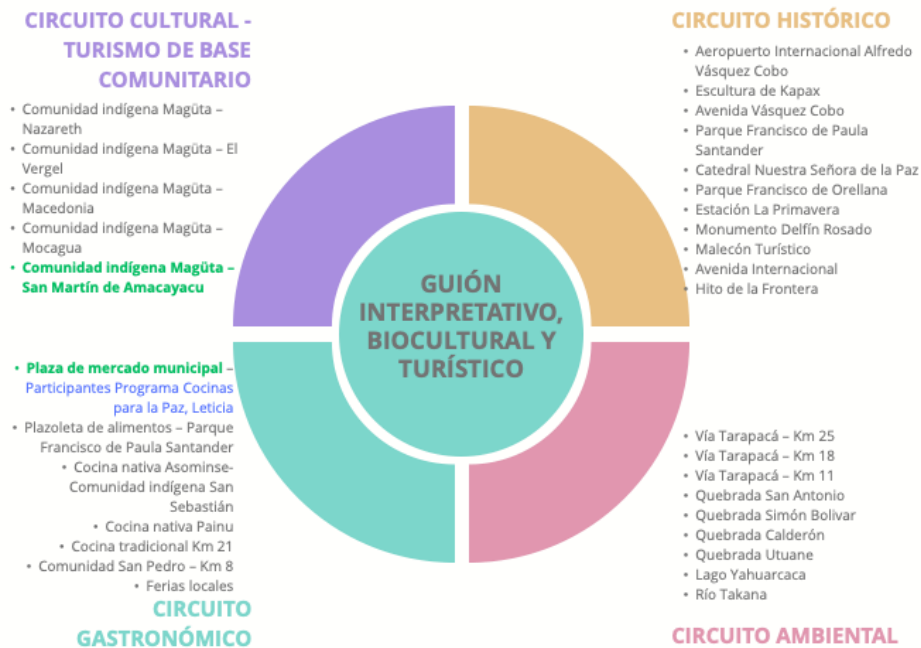 CIRCUITO CULTURAL -
TURISMO DE BASE
COMUNITARIO
• Comunidad indígena Magüta –
Nazareth
• Comunidad indígena Magüta – El
Vergel
• Comunidad indígena Magüta –
Macedonia
• Comunidad indígena Magüta –
Mocagua
• Comunidad indígena Magüta –
San Martín de Amacayacu
CIRCUITO HISTÓRICO
• Aeropuerto Internacional Alfredo
Vásquez Cobo
• Escultura de Kapax
• Avenida Vásquez Cobo
• Parque Francisco de Paula
Santander
• Catedral Nuestra Señora de la Paz
• Parque Francisco de Orellana
• Estación La Primavera
• Monumento Delfín Rosado
• Malecón Turístico
• Avenida Internacional
• Hito de la Frontera
GUIÓN
INTERPRETATIVO,
BIOCULTURAL Y
TURÍSTICO
• Plaza de mercado municipal –
Participantes Programa Cocinas
para la Paz, Leticia
• Plazoleta de alimentos – Parque
Francisco de Paula Santander
• Cocina nativa Asominse-
Comunidad indígena San
Sebastián
• Cocina nativa Painu
• Cocina tradicional Km 21
• Comunidad San Pedro – Km 8
• Ferias locales
CIRCUITO
GASTRONÓMICO
• Vía Tarapacá – Km 25
• Vía Tarapacá – Km 18
• Vía Tarapacá – Km 11
• Quebrada San Antonio
• Quebrada Simón Bolivar
• Quebrada Calderón
• Quebrada Utuane
• Lago Yahuarcaca
• Río Takana
CIRCUITO AMBIENTAL